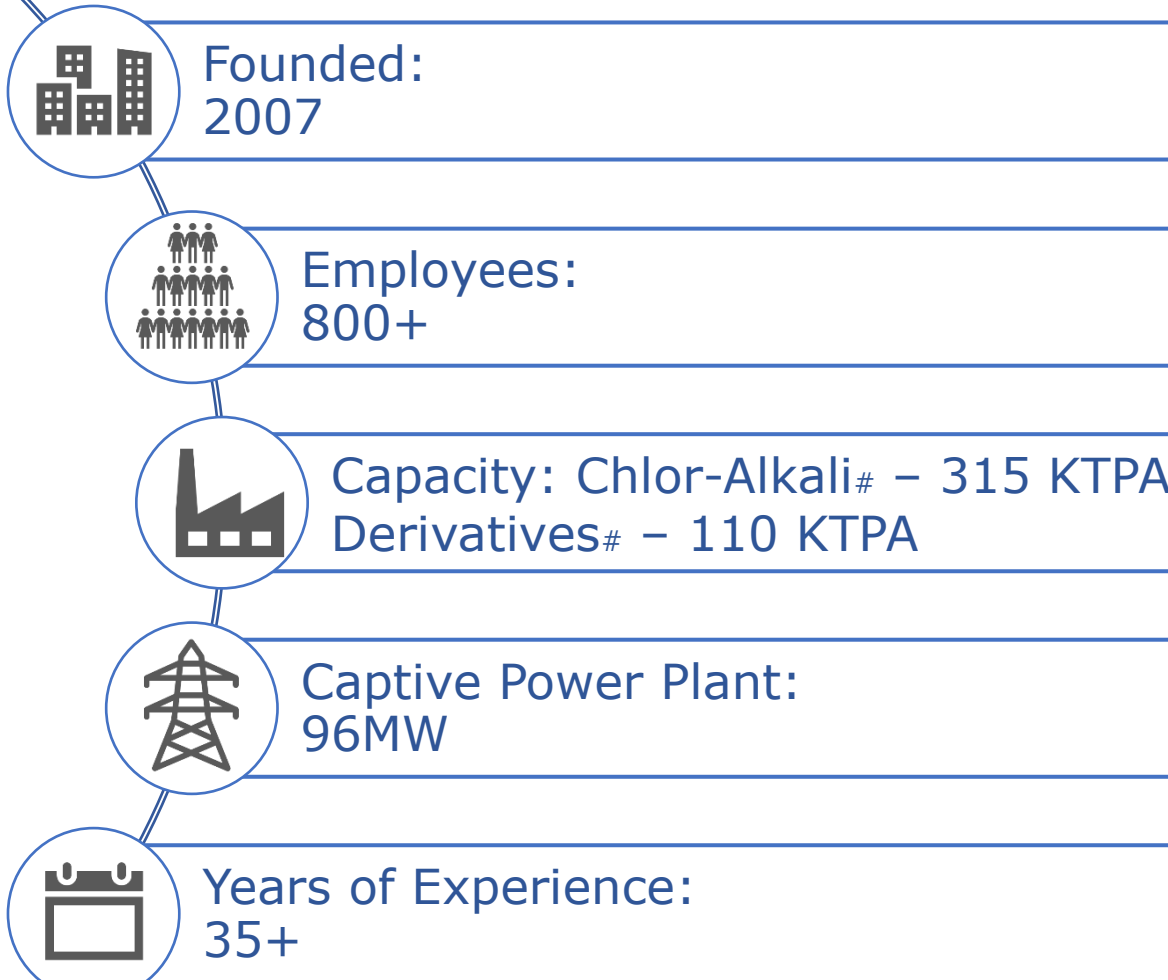 Founded:
2007
Employees:
800+
Capacity: Chlor-Alkali# – 315 KTPA
Derivatives# – 110 KTPA
Captive Power Plant:
96MW
Years of Experience:
35+